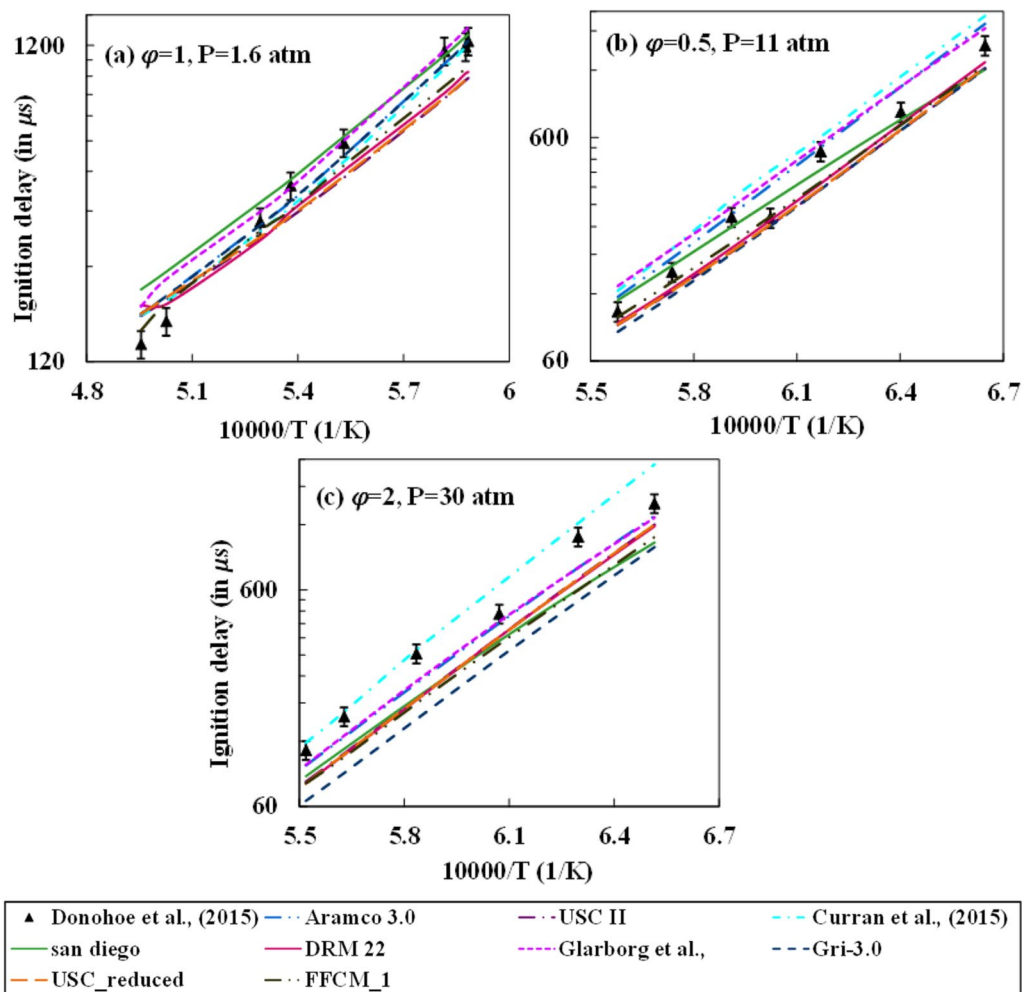 (a) φ=1, P=1.6 atm
1200
120
Ignition delay (in μs)
4.8 5.1 5.4 5.7 6
10000/T (1/K)
(b) φ=0.5, P=11 atm
600
60
5.5 5.8 6.1 6.4 6.7
10000/T (1/K)
(c) φ=2, P=30 atm
600
60
Ignition delay (in μs)
5.5 5.8 6.1 6.4 6.7
10000/T (1/K)
Donohoe et al., (2015) Aramco 3.0 USC II Curran et al., (2015)
san diego DRM 22 Glarborg et al., Gri-3.0
USC_reduced FFCM_1